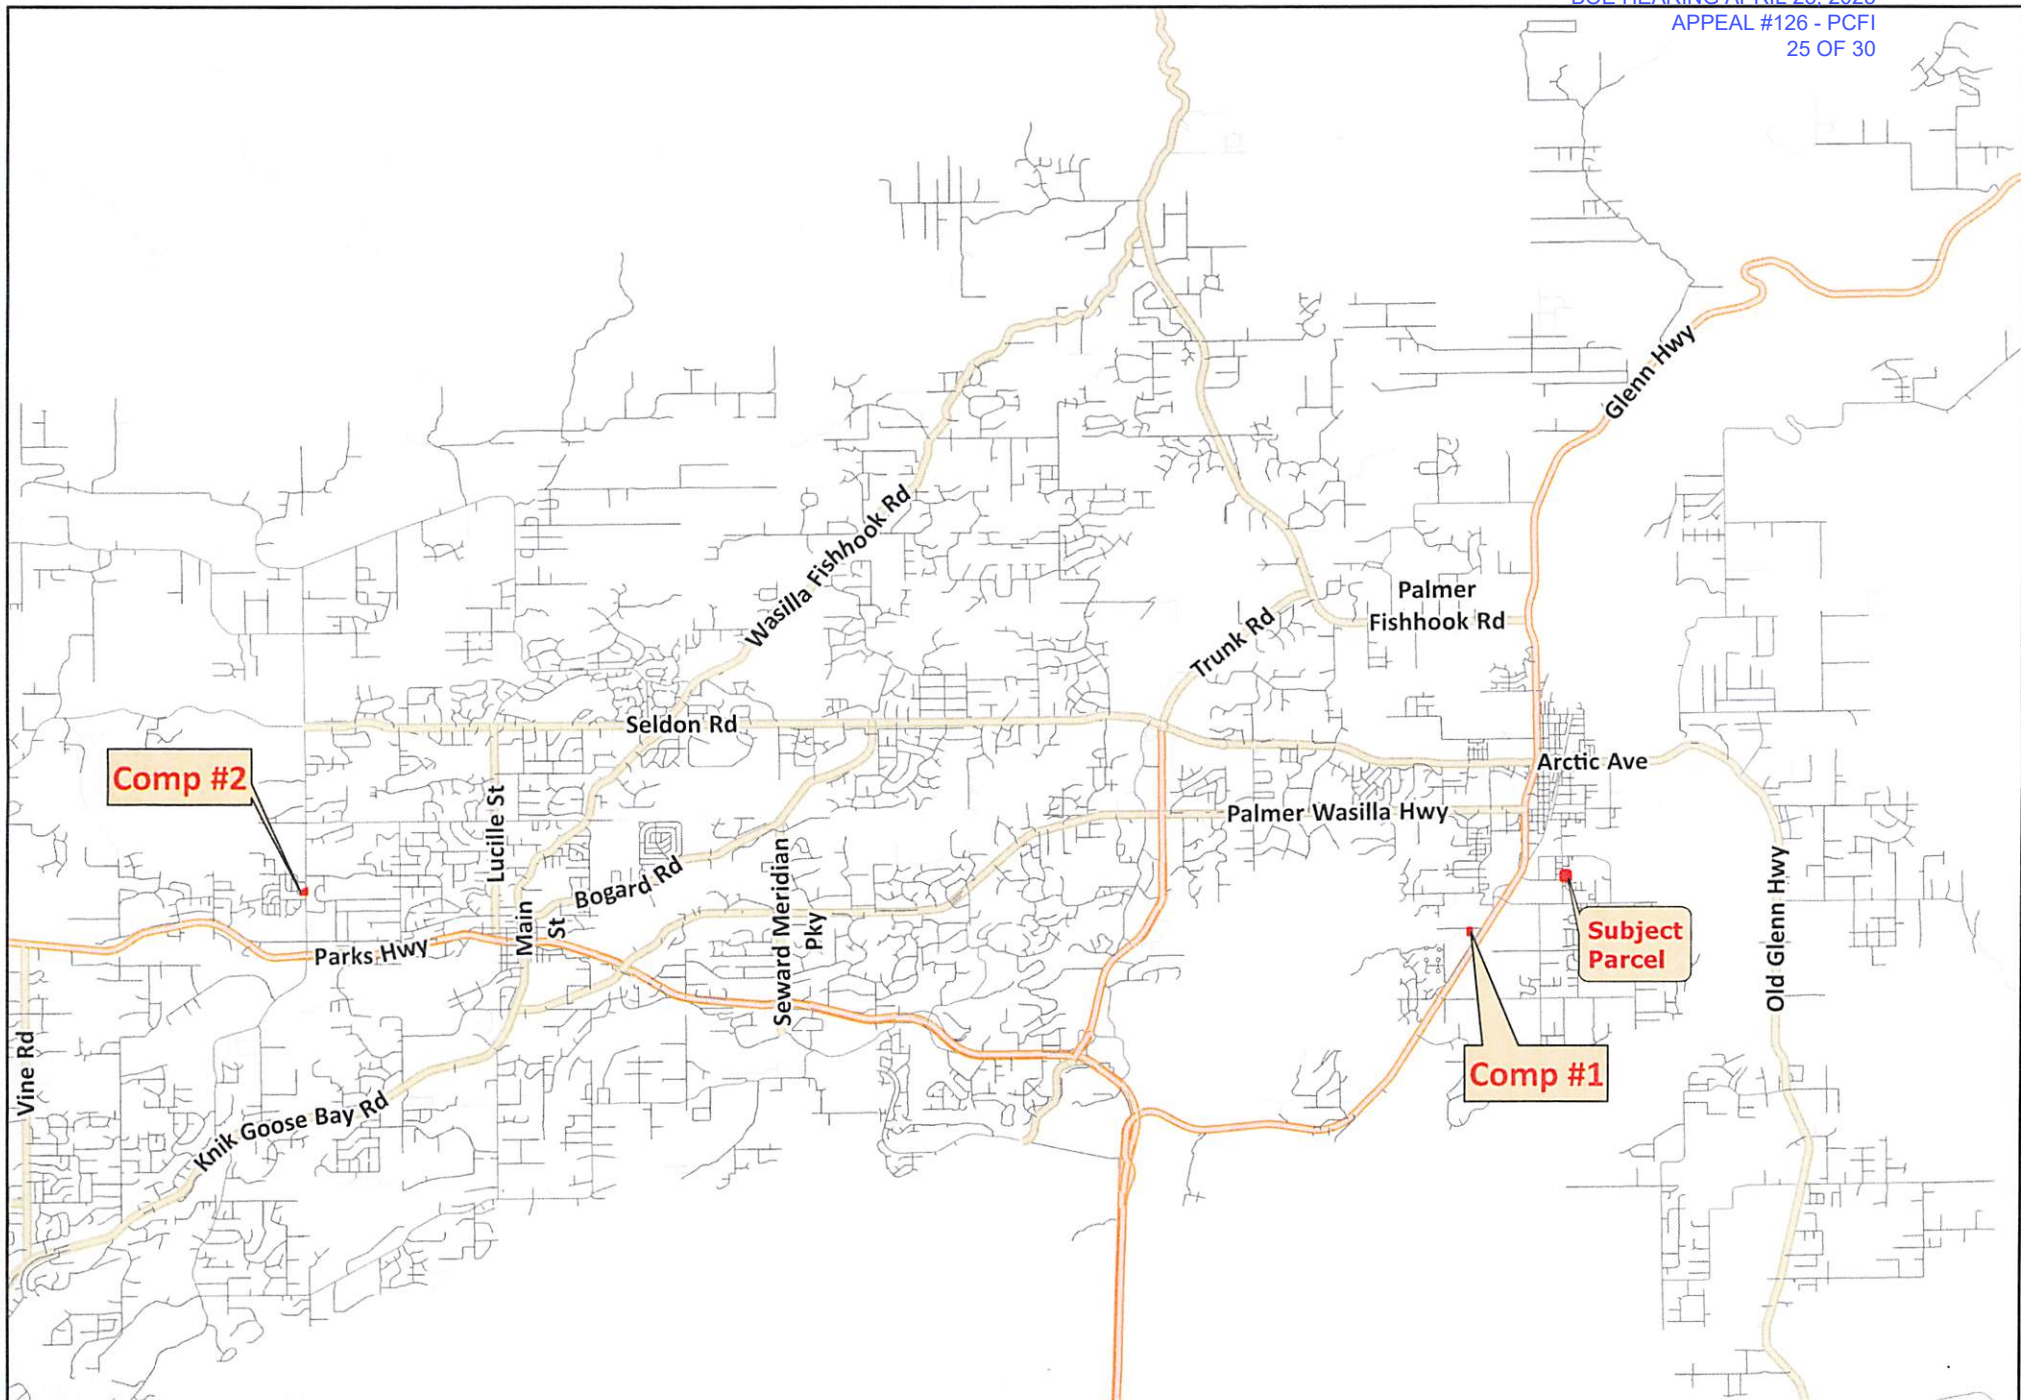 APPEAL #126 - PCFI
25 OF 30
Glenn Hwy
Wasilla Fishhook Rd
Palmer
Fishhook Rd
Trunk Rd
Seldon Rd
Arctic Ave
Comp #2
Lucille St
Palmer Wasilla Hwy
Bogard Rd
Seward Meridian
Pky
Main
St
Old Glenn Hwy
Subject
Parcel
Parks Hwy
Vine Rd
Comp #1
Knik Goose Bay Rd